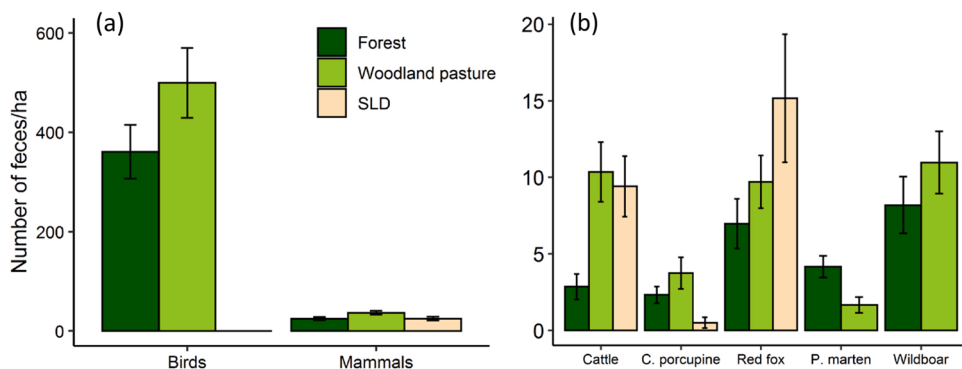 (a)
Number of feces/ha
600
400
200
0
Birds
Mammals
Forest
Woodland pasture
SLD
(b)
20
15
10
5
0
Cattle
C. porcupine
Red fox
P. marten
Wildboar